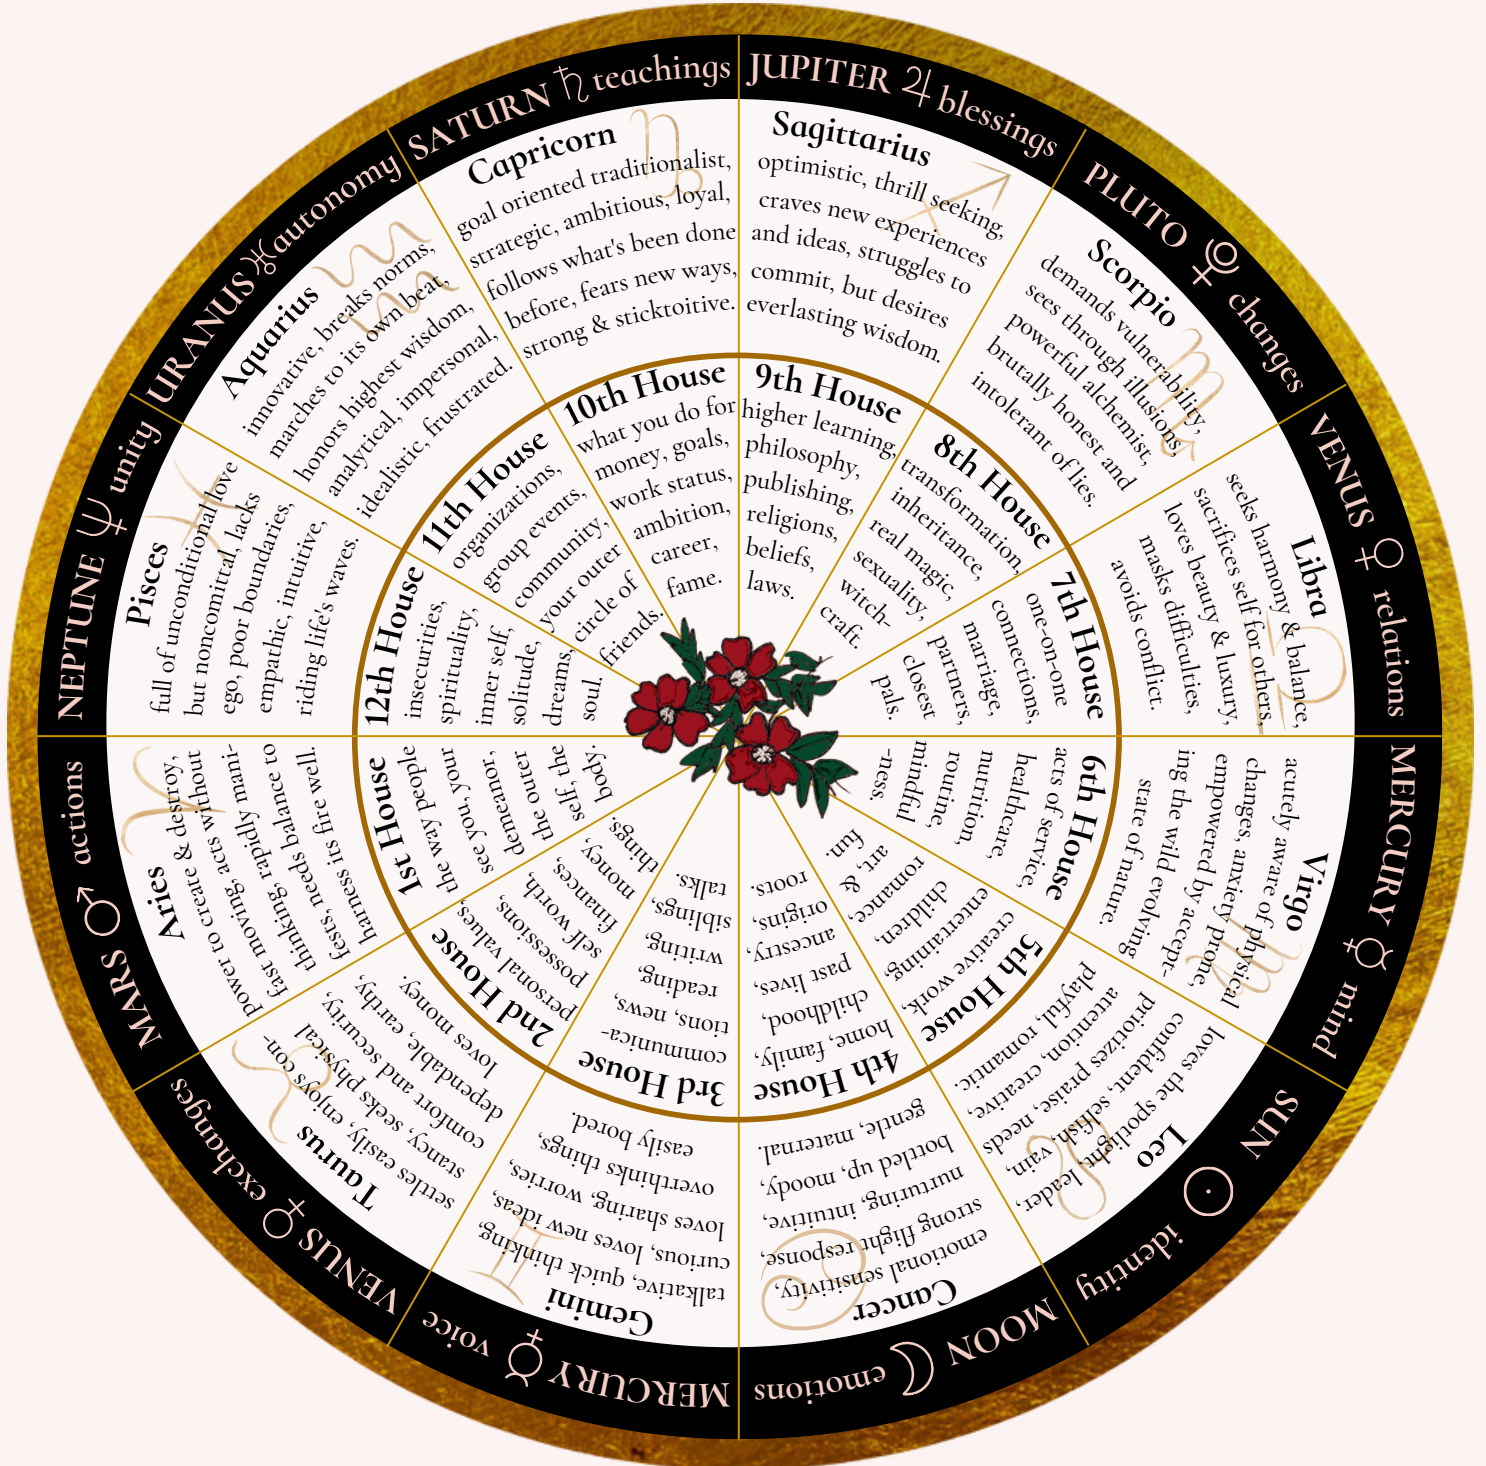 MARS ♂ actions
Aries
power to create & destroy,
fast moving, acts without
thinking, rapidly mani-
fests, needs balance to
harness its fire well.
1st House
the way people
see you, your
demeanor,
the outer
self, the
body.
VENUS ♀ exchanges
Taurus
settles easily, enjoys con-
stancy, seeks physical
comfort and security,
dependable, earthy,
loves money.
2nd House
personal values,
possessions,
self worth,
finances,
money,
things.
MERCURY ☿ voice
Gemini
talkative, quick thinking,
curious, loves new ideas,
loves sharing, worries,
overthinks things,
easily bored.
3rd House
communica-
tions, news,
reading,
writing,
siblings,
talks.
MOON ☽ emotions
Cancer
emotional sensitivity,
strong flight response,
nurturing, intuitive,
bottled up, moody,
gentle, maternal.
4th House
home, family,
childhood,
past lives,
ancestry,
origins,
roots.
SUN ☉ identity
Leo
loves the spotlight, leader,
confident, selfish, vain,
priotizes praise, needs
attention, creative,
playful, romantic.
5th House
creative work,
entertaining,
children,
romance,
art, &
fun.
MERCURY ☿ mind
Virgo
acutely aware of physical
changes, anxiety prone,
empowered by accept-
ing the wild evolving
state of nature.
6th House
acts of service,
healthcare,
nutrition,
routine,
mindful
-ness.
VENUS ♀ relations
Libra
seeks harmony & balance,
sacrifices self for others,
loves beauty & luxury,
masks difficulties,
avoids conflict.
7th House
one-on-one
connections,
marriage,
partners,
closest
pals.
PLUTO ⯓ changes
Scorpio
demands vulnerability,
sees through illusions,
powerful alchemist,
brutally honest and
intolerant of lies.
8th House
transformation,
inheritance,
real magic,
sexuality,
witch-
craft.
JUPITER ♃ blessings
Sagittarius
optimistic, thrill seeking,
craves new experiences
and ideas, struggles to
commit, but desires
everlasting wisdom.
9th House
higher learning,
philosophy,
publishing,
religions,
beliefs,
laws.
SATURN ♄ teachings
Capricorn
goal oriented traditionalist,
strategic, ambitious, loyal,
follows what's been done
before, fears new ways,
strong & sticktoitive.
10th House
what you do for
money, goals,
work status,
ambition,
career,
fame.
URANUS ♅ autonomy
Aquarius
innovative, breaks norms,
marches to its own beat,
honors highest wisdom,
analytical, impersonal,
idealistic, frustrated.
11th House
organizations,
group events,
community,
your outer
circle of
friends.
NEPTUNE ♆ unity
Pisces
full of unconditional love
but noncomittal, lacks
ego, poor boundaries,
empathic, intuitive,
riding life's waves.
12th House
insecurities,
spirituality,
inner self,
solitude,
dreams,
soul.